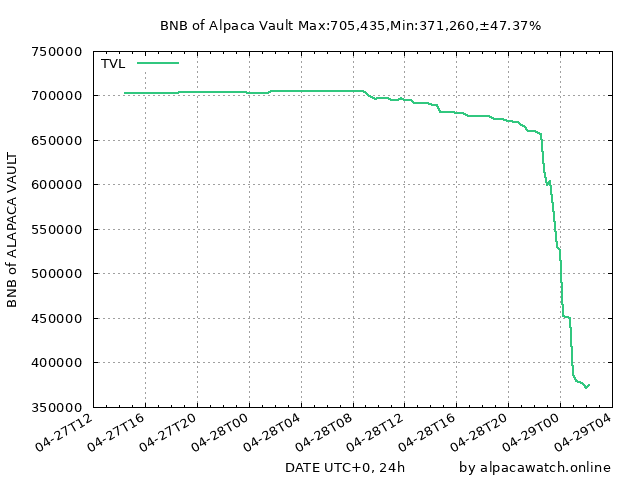 BNB of Alpaca Vault Max:705,435,Min:371,260,±47.37%
TVL
BNB of ALAPACA VAULT
750000
700000
650000
600000
550000
500000
450000
400000
350000
04-27T12
04-27T16
04-27T20
04-28T00
04-28T04
04-28T08
04-28T12
04-28T16
04-28T20
04-29T00
04-29T04
DATE UTC+0, 24h
by alpacawatch.online